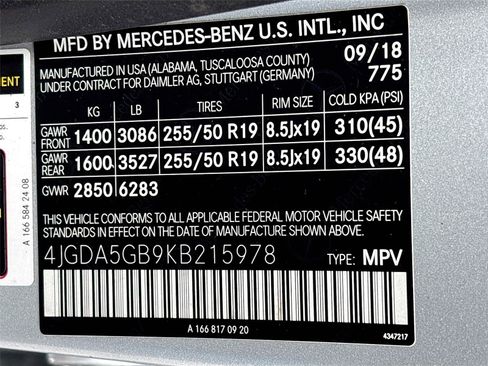 MFD BY MERCEDES-BENZ U.S. INTL., INC
MANUFACTURED IN USA (ALABAMA, TUSCALOOSA COUNTY)
UNDER CONTRACT FOR DAIMLER AG, STUTTGART (GERMANY)
09/18
775
KG LB TIRES RIM SIZE COLD KPA (PSI)
GAWR FRONT 1400 3086 255/50 R19 8.5Jx19 310(45)
GAWR REAR 1600 3527 255/50 R19 8.5Jx19 330(48)
GVWR 2850 6283
THIS VEHICLE CONFORMS TO ALL APPLICABLE FEDERAL MOTOR VEHICLE SAFETY
STANDARDS IN EFFECT ON THE DATE OF MANUFACTURE SHOWN ABOVE
4JGDA5GB9KB215978
TYPE: MPV
A 166 817 09 20
4347217
A 166 584 24 08
3